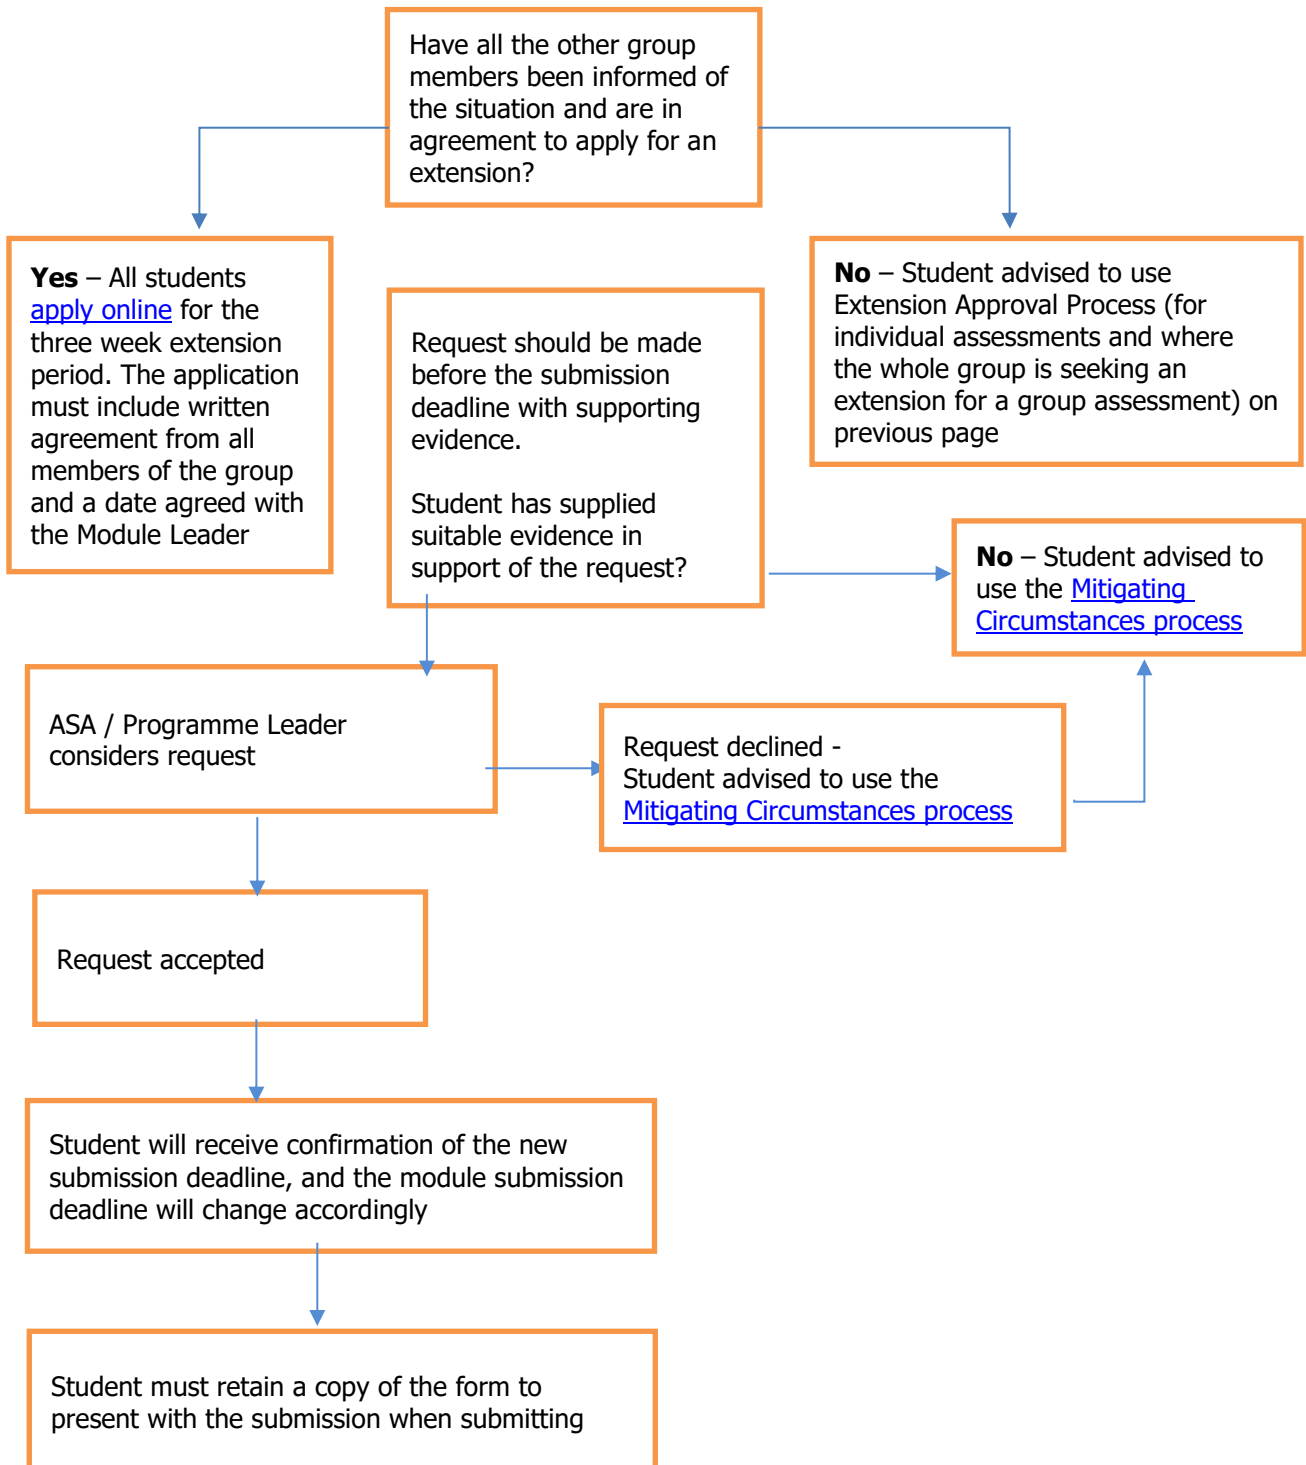 Have all the other group
members been informed of
the situation and are in
agreement to apply for an
extension?
Yes – All students
apply online for the
three week extension
period. The application
must include written
agreement from all
members of the group
and a date agreed with
the Module Leader
Request should be made
before the submission
deadline with supporting
evidence.
Student has supplied
suitable evidence in
support of the request?
No – Student advised to use
Extension Approval Process (for
individual assessments and where
the whole group is seeking an
extension for a group assessment) on
previous page
No – Student advised to
use the Mitigating
Circumstances process
ASA / Programme Leader
considers request
Request declined -
Student advised to use the
Mitigating Circumstances process
Request accepted
Student will receive confirmation of the new
submission deadline, and the module submission
deadline will change accordingly
Student must retain a copy of the form to
present with the submission when submitting